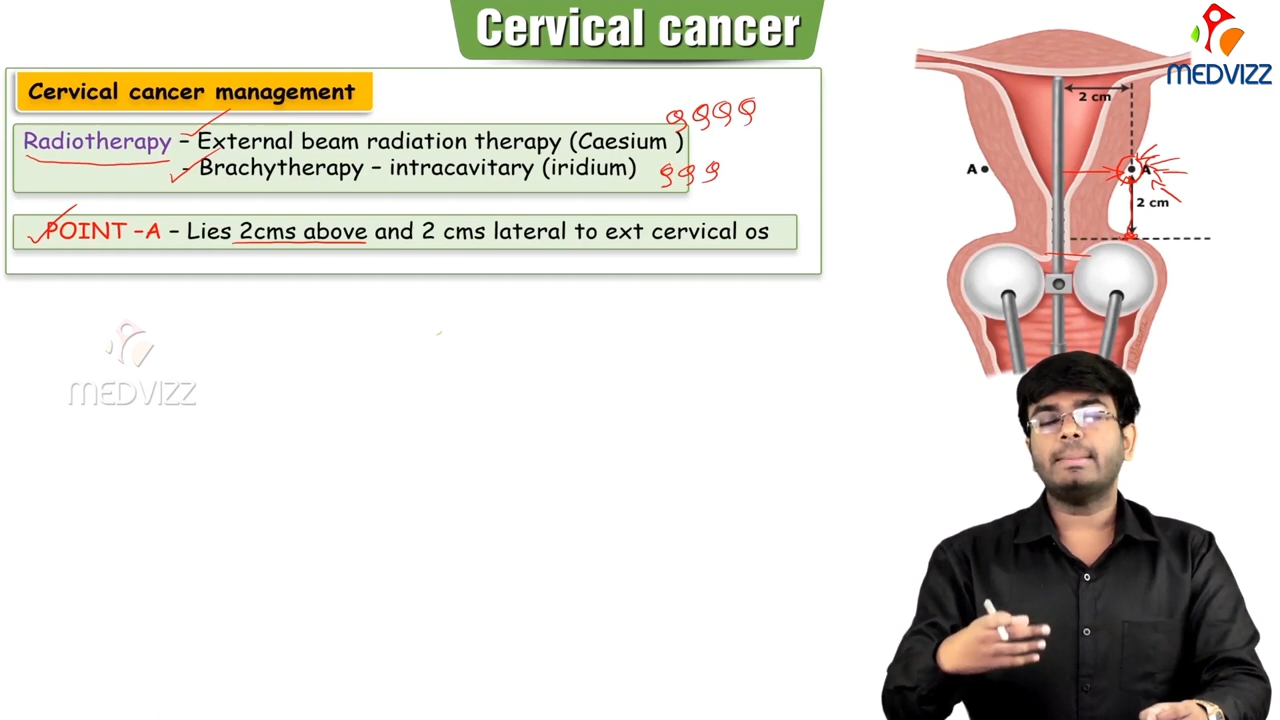 Cervical cancer
MEDVIZZ
Cervical cancer management
Radiotherapy – External beam radiation therapy (Caesium )
- Brachytherapy – intracavitary (iridium)
POINT –A – Lies 2cms above and 2 cms lateral to ext cervical os
2 cm
A
A
2 cm
MEDVIZZ